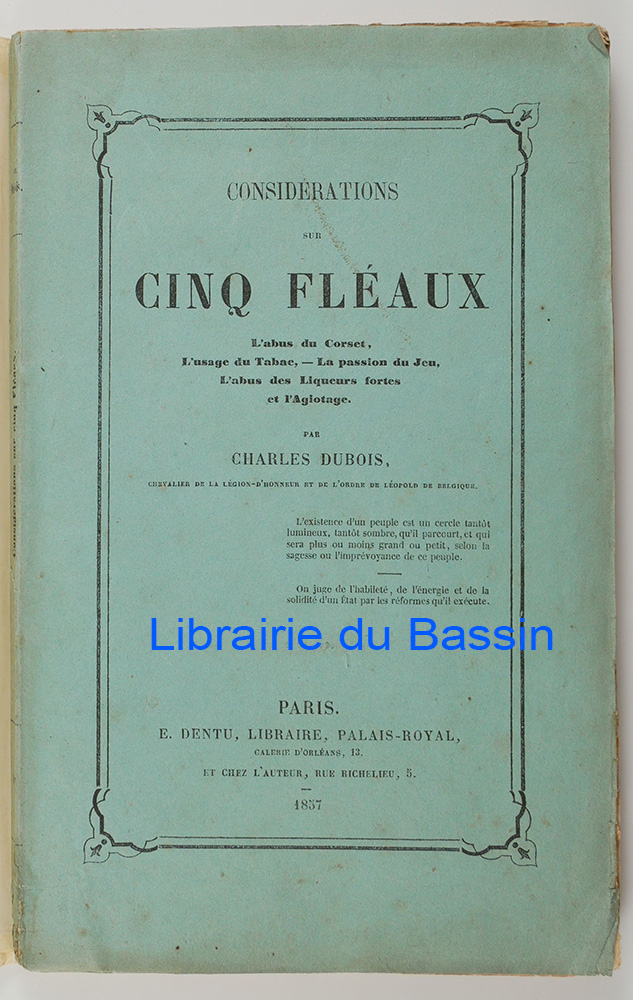 CONSIDÉRATIONS
SUR
CINQ FLÉAUX
L'abus du Corset,
L'usage du Tabac, — La passion du Jeu,
L'abus des Liqueurs fortes
et l'Agiotage.
PAR
CHARLES DUBOIS,
CHEVALIER DE LA LÉGION-D'HONNEUR ET DE L'ORDRE DE LÉOPOLD DE BELGIQUE.
L'existence d'un peuple est un cercle tantôt
lumineux, tantôt sombre, qu'il parcourt, et qui
sera plus ou moins grand ou petit, selon la
sagesse ou l'imprévoyance de ce peuple.
On juge de l'habileté, de l'énergie et de la
solidité d'un État par les réformes qu'il exécute.
Librairie du Bassin
PARIS.
E. DENTU, LIBRAIRE, PALAIS-ROYAL,
GALERIE D'ORLÉANS, 13.
ET CHEZ L'AUTEUR, RUE RICHELIEU, 5.
1857